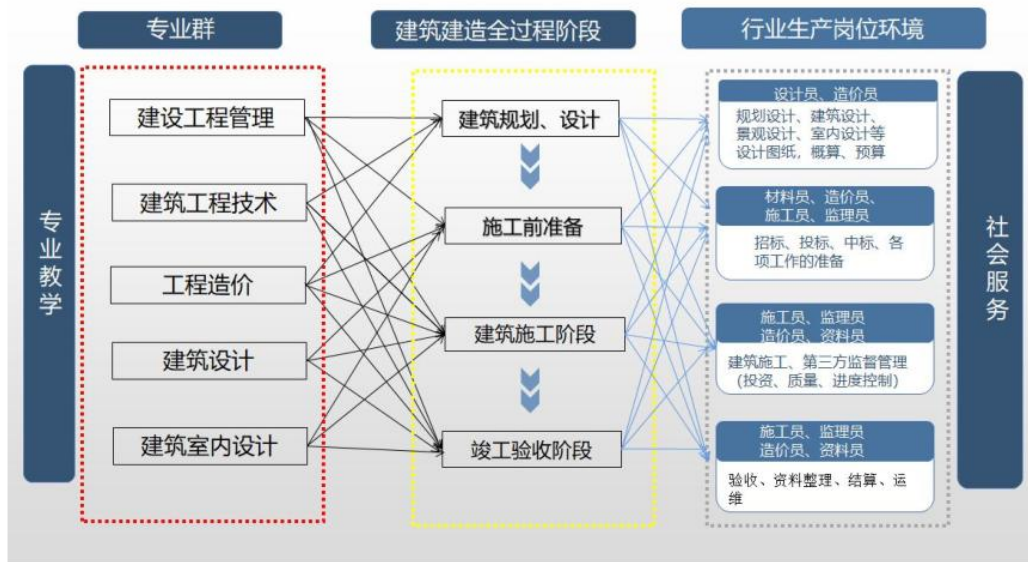 专业群
建筑建造全过程阶段
行业生产岗位环境
专业教学
建设工程管理
建筑工程技术
工程造价
建筑设计
建筑室内设计
建筑规划、设计
施工前准备
建筑施工阶段
竣工验收阶段
设计员、造价员
规划设计、建筑设计、
景观设计、室内设计等
设计图纸，概算、预算
材料员、造价员、
施工员、监理员
招标、投标、中标、各
项工作的准备
施工员、监理员
造价员、资料员
建筑施工、第三方监督管理
(投资、质量、进度控制)
施工员、监理员
造价员、资料员
验收、资料整理、结算、运
维
社会服务